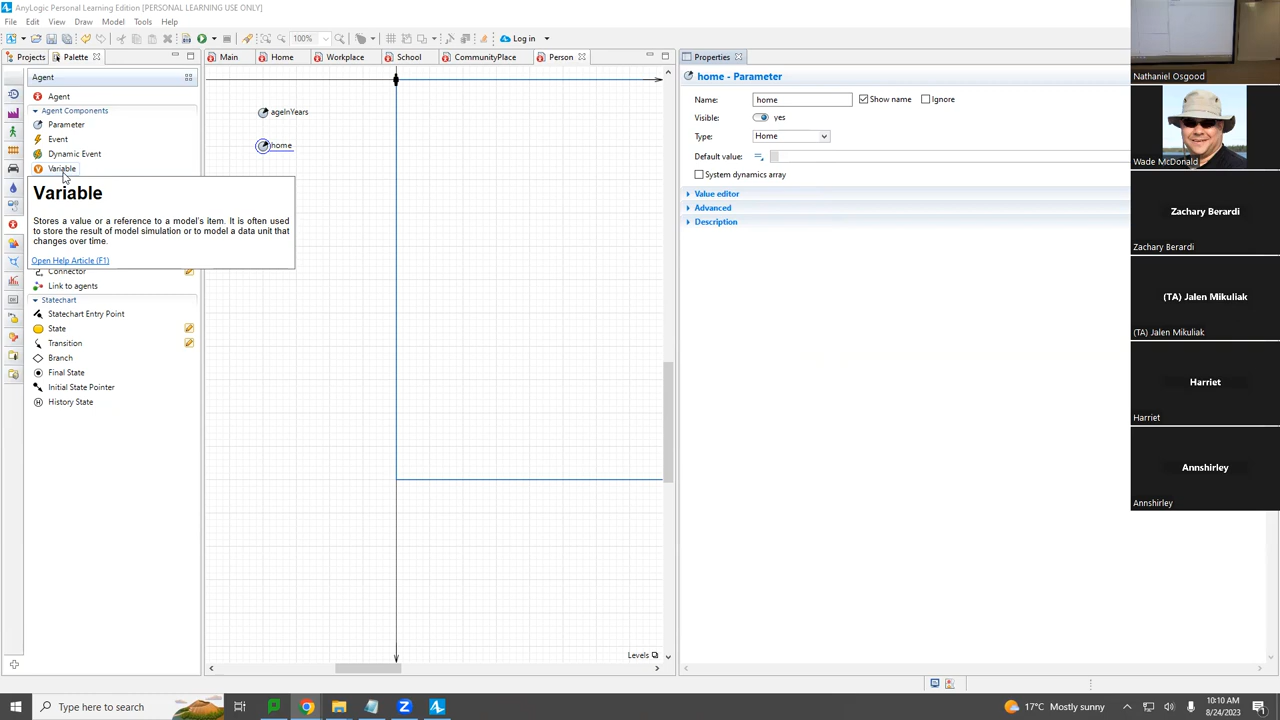 AnyLogic Personal Learning Edition [PERSONAL LEARNING USE ONLY]
File Edit View Draw Model Tools Help
100% Log in
Projects Palette Main Home Workplace School CommunityPlace Person Properties
Agent
Agent
Agent Components
Parameter
Event
Dynamic Event
Variable
Variable
Stores a value or a reference to a model's item. It is often used
to store the result of model simulation or to model a data unit that
changes over time.
Open Help Article (F1)
Connector
Link to agents
Statechart
Statechart Entry Point
State
Transition
Branch
Final State
Initial State Pointer
History State
ageInYears
home
Levels
home - Parameter
Name: home Show name Ignore
Visible: yes
Type: Home
Default value:
System dynamics array
Value editor
Advanced
Description
Nathaniel Osgood
Wade McDonald
Zachary Berardi
Zachary Berardi
(TA) Jalen Mikuliak
(TA) Jalen Mikuliak
Harriet
Harriet
Annshirley
Annshirley
Type here to search
17°C Mostly sunny
10:10 AM
8/24/2023
1